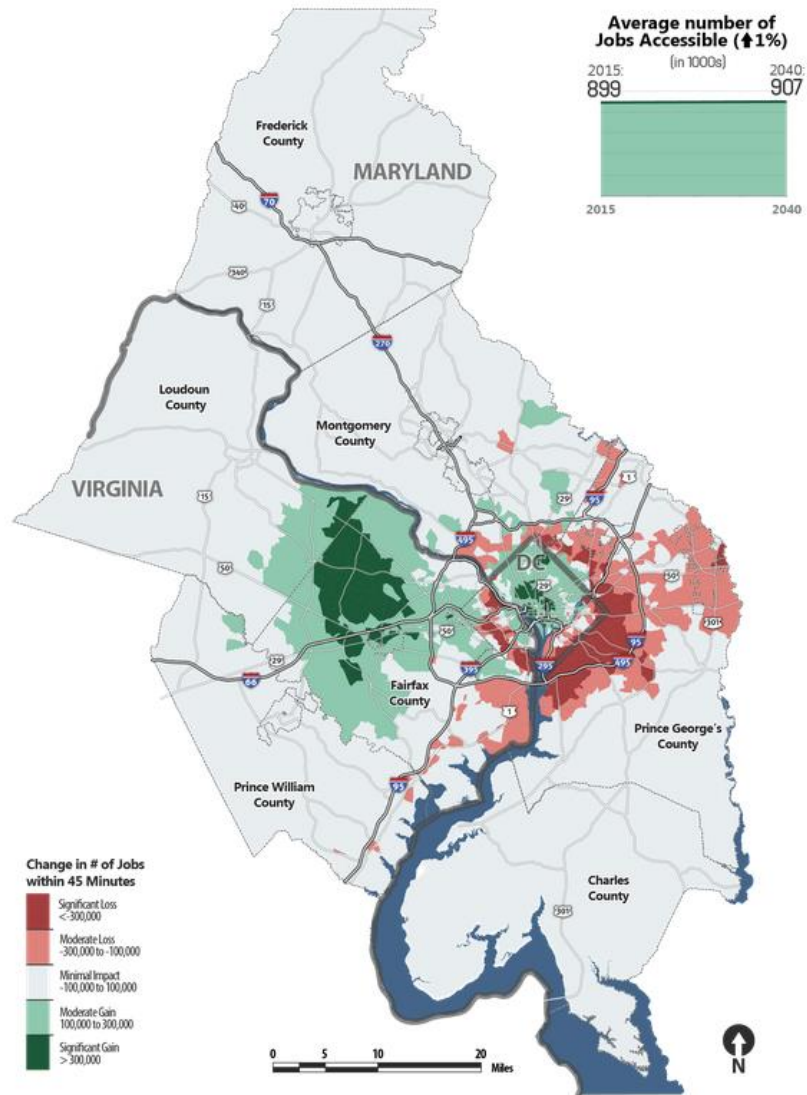 Average number of
Jobs Accessible (⬆1%)
(in 1000s)
2015:
899
2040:
907
2015
2040
Frederick
County
MARYLAND
70
40
340
15
270
Loudoun
County
Montgomery
County
VIRGINIA
15
29
95
1
495
DC
29
50
50
50
301
95
29
395
295
495
66
Fairfax
County
1
Prince George's
County
Prince William
County
95
Charles
County
301
Change in # of Jobs
within 45 Minutes
Significant Loss
<-300,000
Moderate Loss
-300,000 to -100,000
Minimal Impact
-100,000 to 100,000
Moderate Gain
100,000 to 300,000
Significant Gain
> 300,000
0 5 10 20
Miles
N